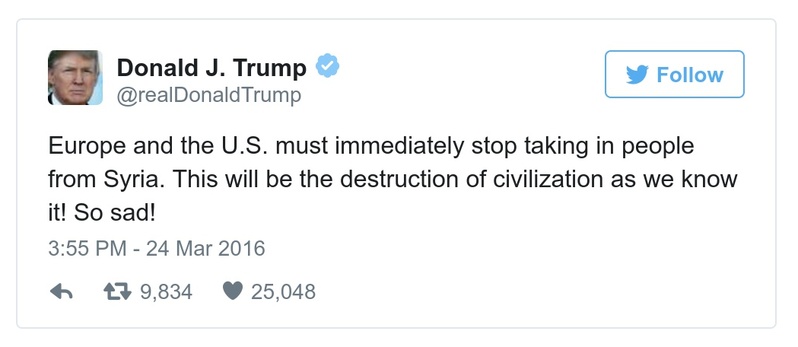 Donald J. Trump
@realDonaldTrump
Follow
Europe and the U.S. must immediately stop taking in people
from Syria. This will be the destruction of civilization as we know
it! So sad!
3:55 PM - 24 Mar 2016
9,834 25,048